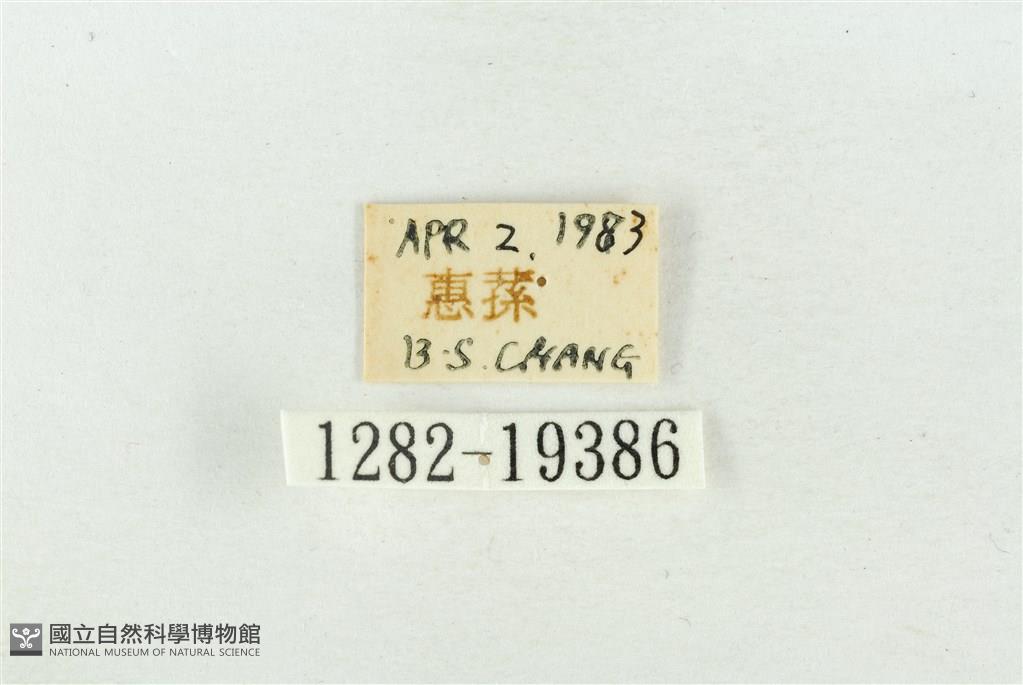 APR 2, 1983
惠蓀
B.S. CHANG
1282-19386
國立自然科學博物館
NATIONAL MUSEUM OF NATURAL SCIENCE